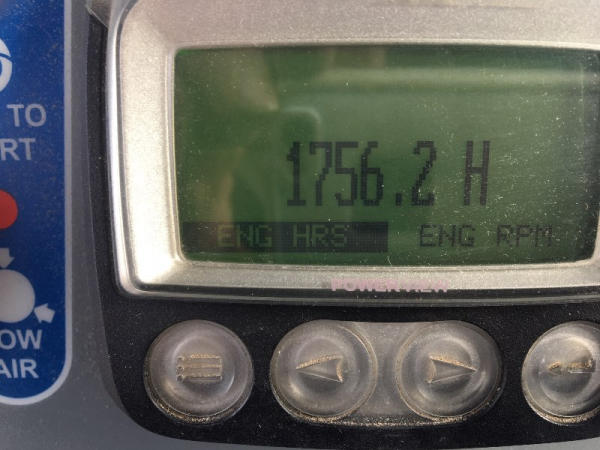 TO
RT
1756.2 H
ENG HRS ENG RPM
POWERVIEW
OW
AIR